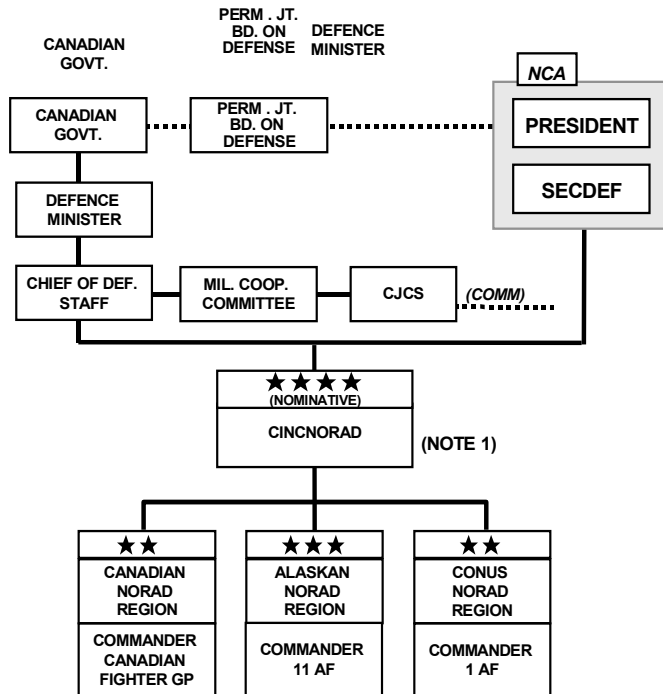 CANADIAN
GOVT.
PERM . JT.
BD. ON
DEFENSE
DEFENCE
MINISTER
NCA
CANADIAN
GOVT.
PERM . JT.
BD. ON
DEFENSE
PRESIDENT
SECDEF
DEFENCE
MINISTER
CHIEF OF DEF.
STAFF
MIL. COOP.
COMMITTEE
CJCS
(COMM)
(NOMINATIVE)
CINCNORAD
(NOTE 1)
CANADIAN
NORAD
REGION
COMMANDER
CANADIAN
FIGHTER GP
ALASKAN
NORAD
REGION
COMMANDER
11 AF
CONUS
NORAD
REGION
COMMANDER
1 AF